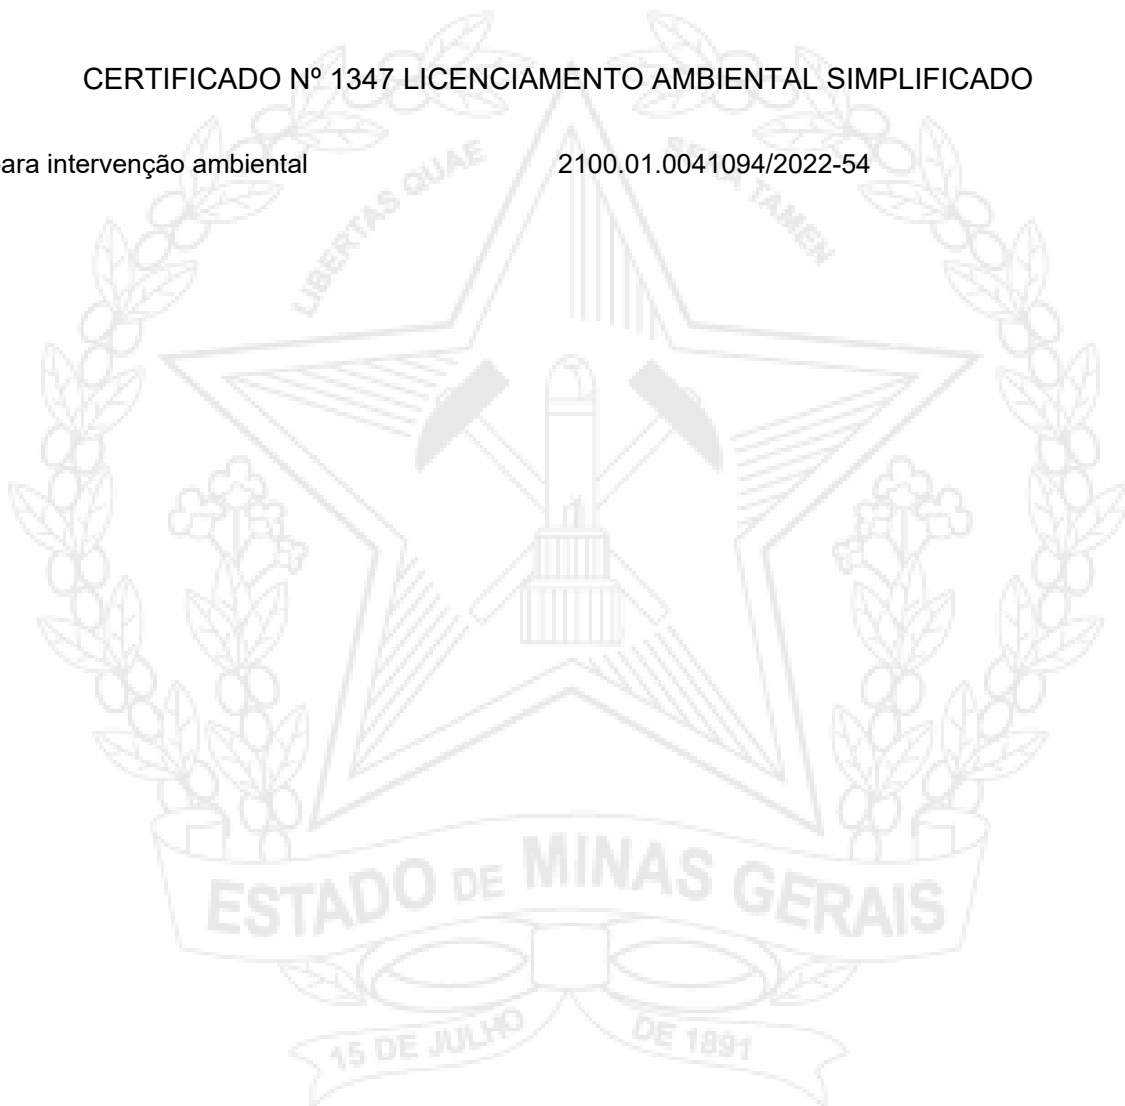 CERTIFICADO Nº 1347 LICENCIAMENTO AMBIENTAL SIMPLIFICADO
ara intervenção ambiental 2100.01.0041094/2022-54
LIBERTAS QUAE SERA TAMEN
ESTADO DE MINAS GERAIS
15 DE JULHO DE 1891